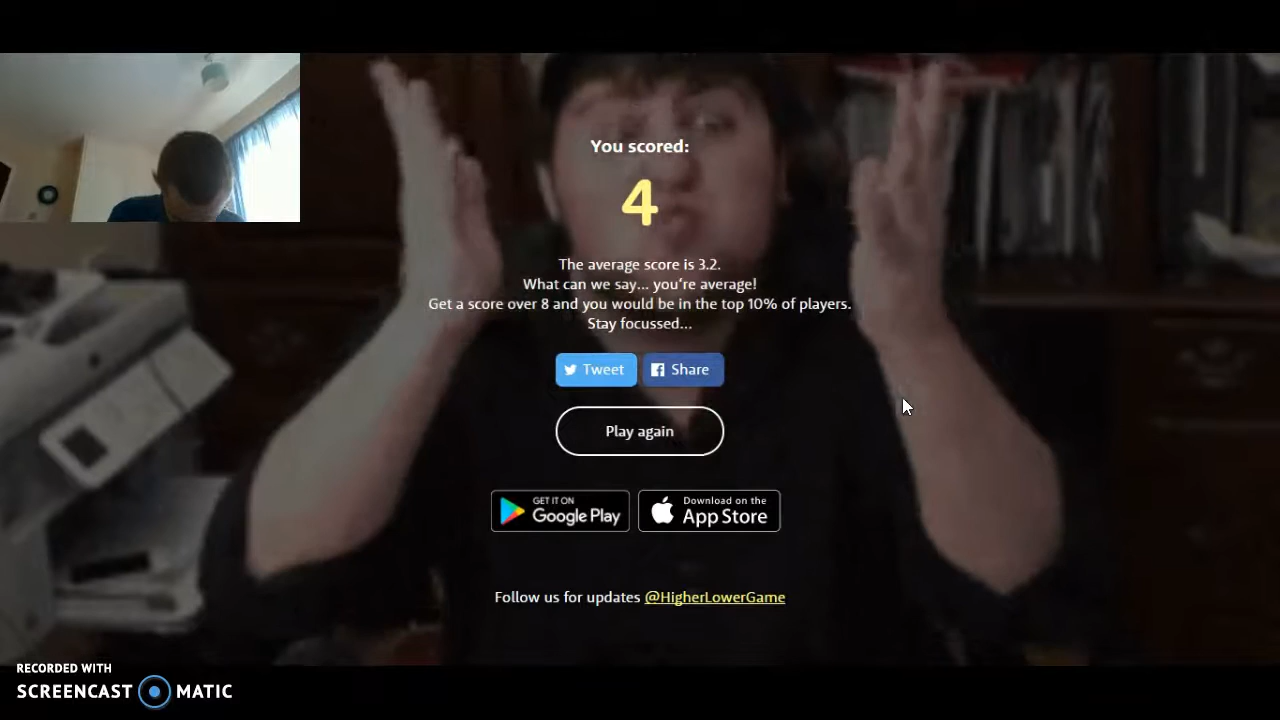 You scored:
4
The average score is 3.2.
What can we say... you're average!
Get a score over 8 and you would be in the top 10% of players.
Stay focussed...
Tweet
Share
Play again
GET IT ON
Google Play
Download on the
App Store
Follow us for updates @HigherLowerGame
RECORDED WITH
SCREENCAST MATIC